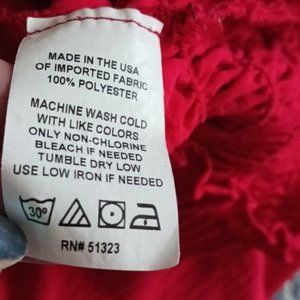 MADE IN THE USA
OF IMPORTED FABRIC
100% POLYESTER
MACHINE WASH COLD
WITH LIKE COLORS
ONLY NON-CHLORINE
BLEACH IF NEEDED
TUMBLE DRY LOW
USE LOW IRON IF NEEDED
30°
RN# 51323